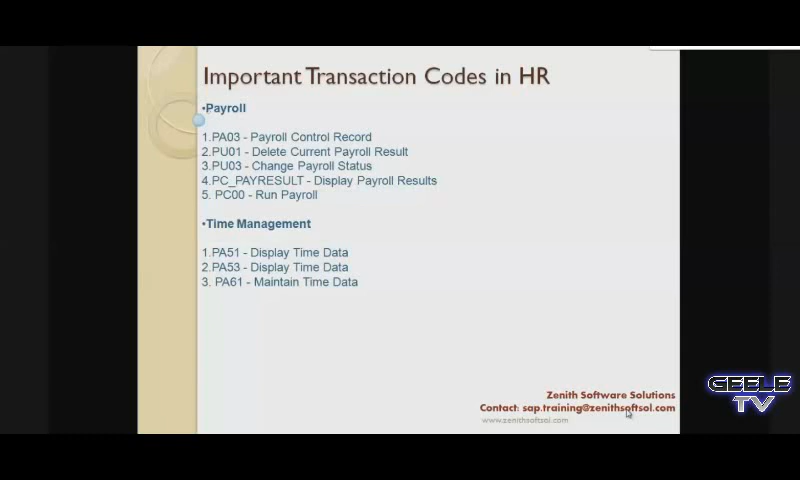 Important Transaction Codes in HR
•Payroll
1.PA03 - Payroll Control Record
2.PU01 - Delete Current Payroll Result
3.PU03 - Change Payroll Status
4.PC_PAYRESULT - Display Payroll Results
5. PC00 - Run Payroll
•Time Management
1.PA51 - Display Time Data
2.PA53 - Display Time Data
3. PA61 - Maintain Time Data
Zenith Software Solutions
Contact: sap.training@zenithsoftsol.com
www.zenithsoftsol.com
GEELE
TV